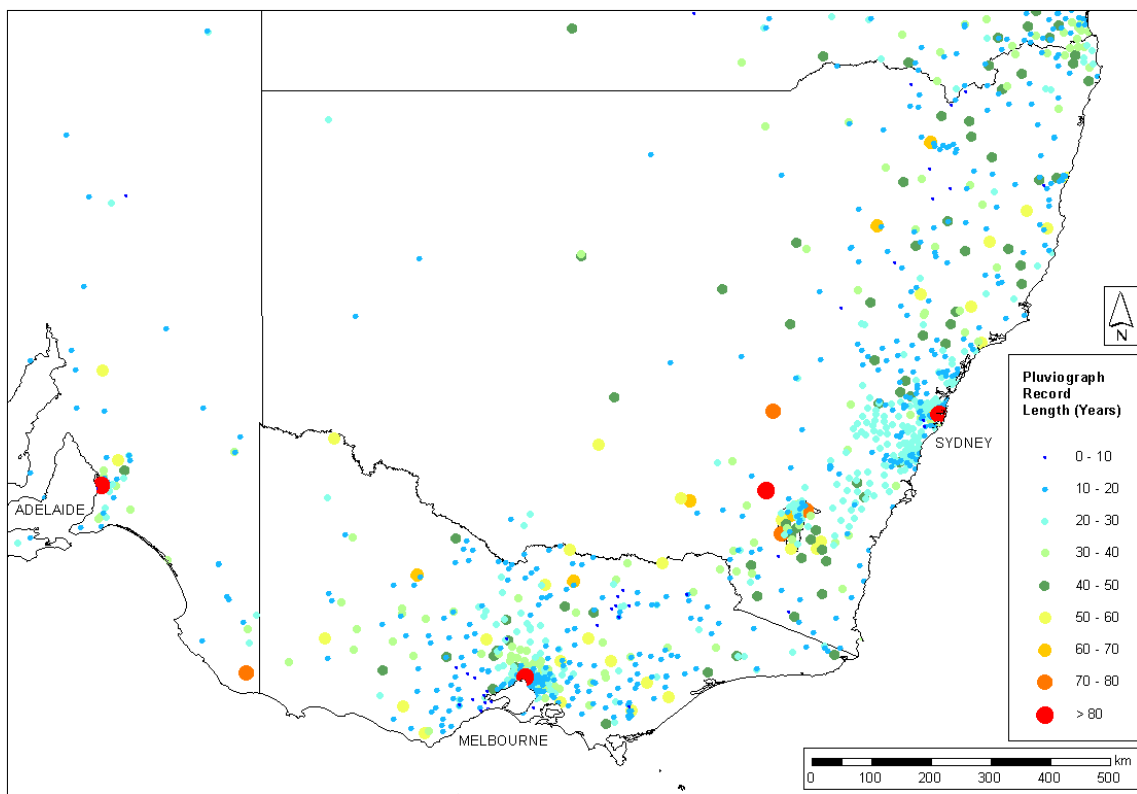 N
Pluviograph
Record
Length (Years)
0 - 10
10 - 20
20 - 30
30 - 40
40 - 50
50 - 60
60 - 70
70 - 80
> 80
SYDNEY
ADELAIDE
MELBOURNE
km
0 100 200 300 400 500